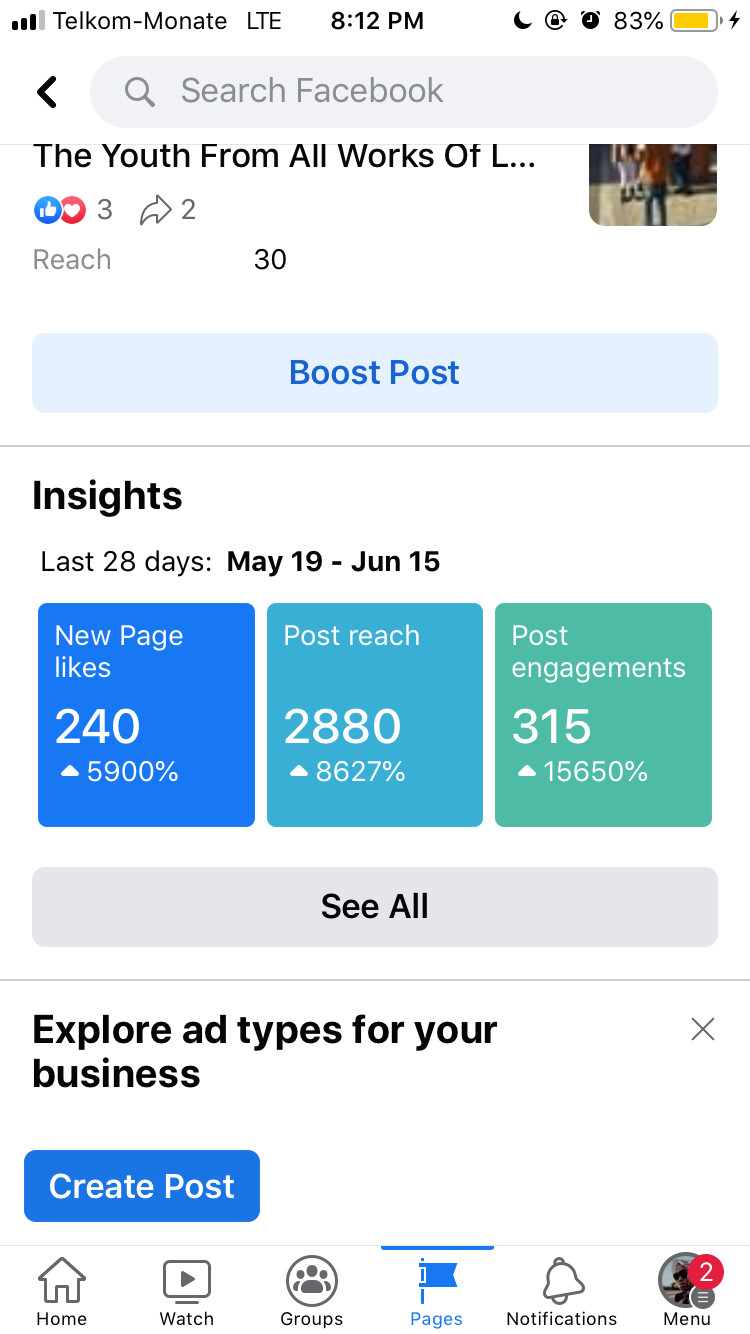 Telkom-Monate LTE 8:12 PM 83%
Search Facebook
The Youth From All Works Of L...
3 2
Reach 30
Boost Post
Insights
Last 28 days: May 19 - Jun 15
New Page
likes
240
5900%
Post reach
2880
8627%
Post
engagements
315
15650%
See All
Explore ad types for your
business
Create Post
2
Home Watch Groups Pages Notifications Menu